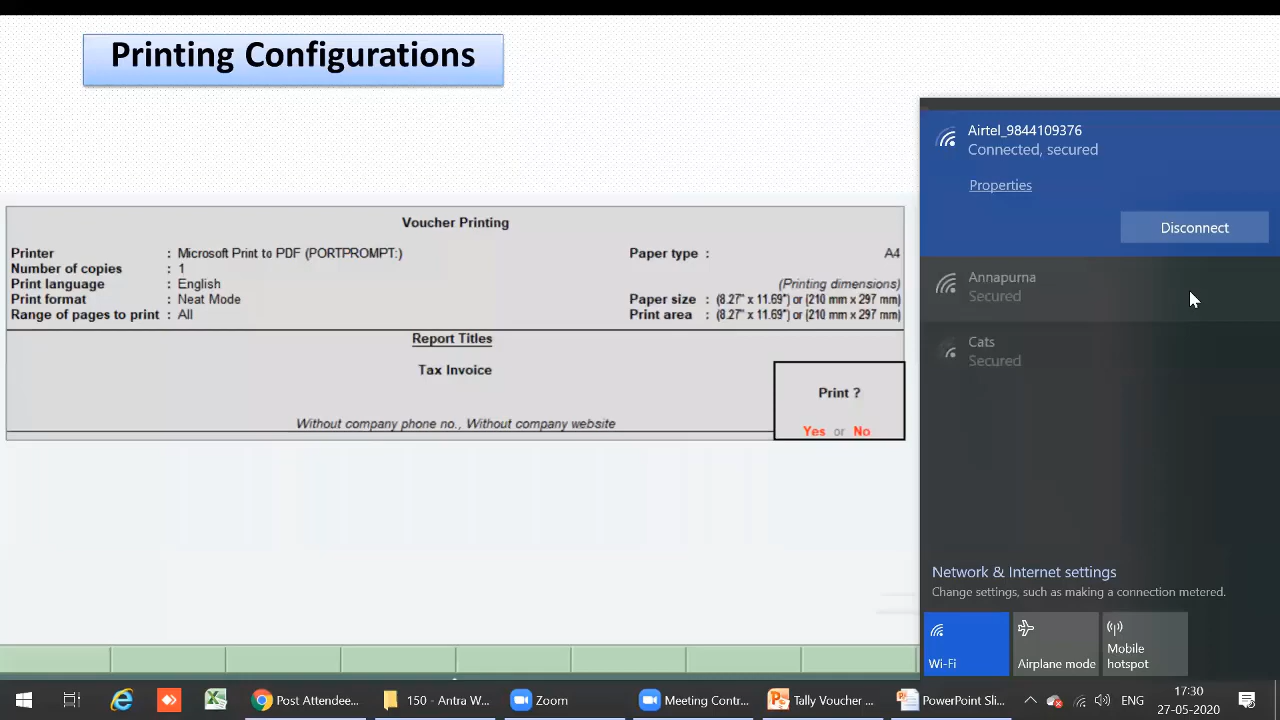 Printing Configurations
Voucher Printing
Printer : Microsoft Print to PDF (PORTPROMPT:) Paper type : A4
Number of copies : 1
Print language : English (Printing dimensions)
Print format : Neat Mode Paper size : (8.27" x 11.69") or (210 mm x 297 mm)
Range of pages to print : All Print area : (8.27" x 11.69") or (210 mm x 297 mm)
Report Titles
Tax Invoice
Without company phone no., Without company website
Print ?
Yes or No
Airtel_9844109376
Connected, secured
Properties
Disconnect
Annapurna
Secured
Cats
Secured
Network & Internet settings
Change settings, such as making a connection metered.
Wi-Fi
Airplane mode
Mobile
hotspot
Post Attendee... 150 - Antra W... Zoom Meeting Contr... Tally Voucher ... PowerPoint Sli... ENG
17:30
27-05-2020